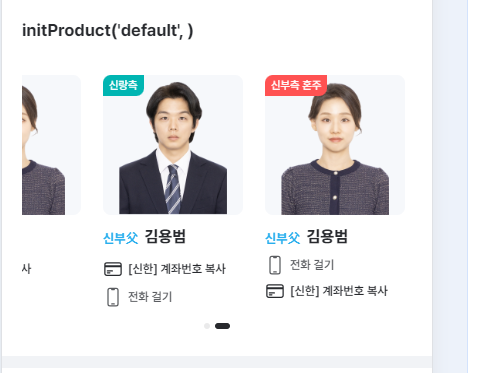 initProduct('default', )
신랑측
신부측 혼주
신부父 김용범
신부父 김용범
사
[신한] 계좌번호 복사
전화 걸기
전화 걸기
[신한] 계좌번호 복사